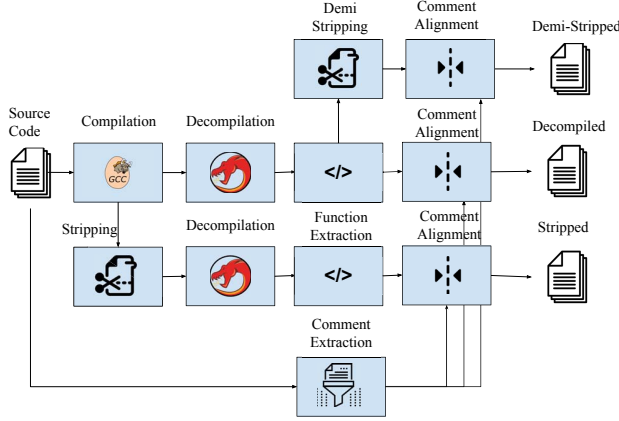 Demi
Stripping
Comment
Alignment
Demi-Stripped
Source
Code
Compilation
Decompilation
Comment
Alignment
Decompiled
GCC
</>
Stripping
Decompilation
Function
Extraction
Comment
Alignment
Stripped
</>
Comment
Extraction